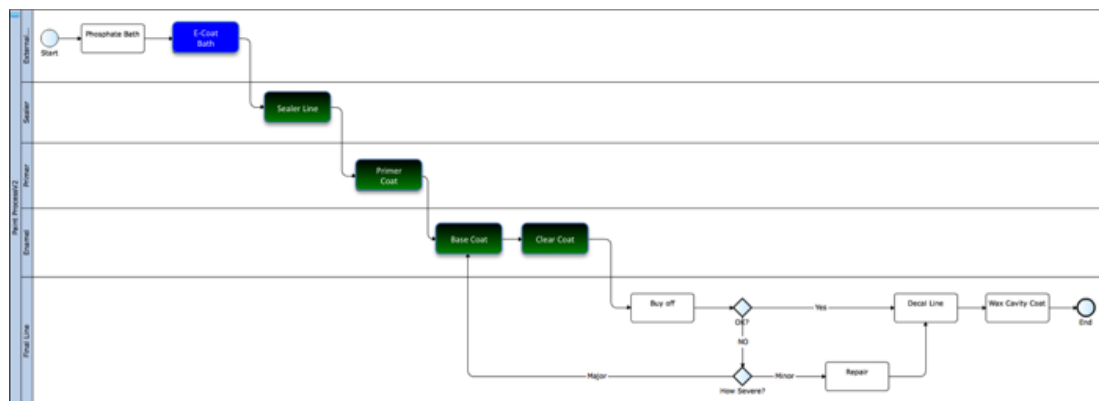 Paint ProcessV2
External...
Phosphate Bath
E-Coat
Bath
Start
Sealer
Sealer Line
Primer
Primer
Coat
Enamel
Base Coat
Clear Coat
Final Line
Buy off
OK?
Yes
Decal Line
Wax Cavity Coat
End
NO
Major
How Severe?
Minor
Repair